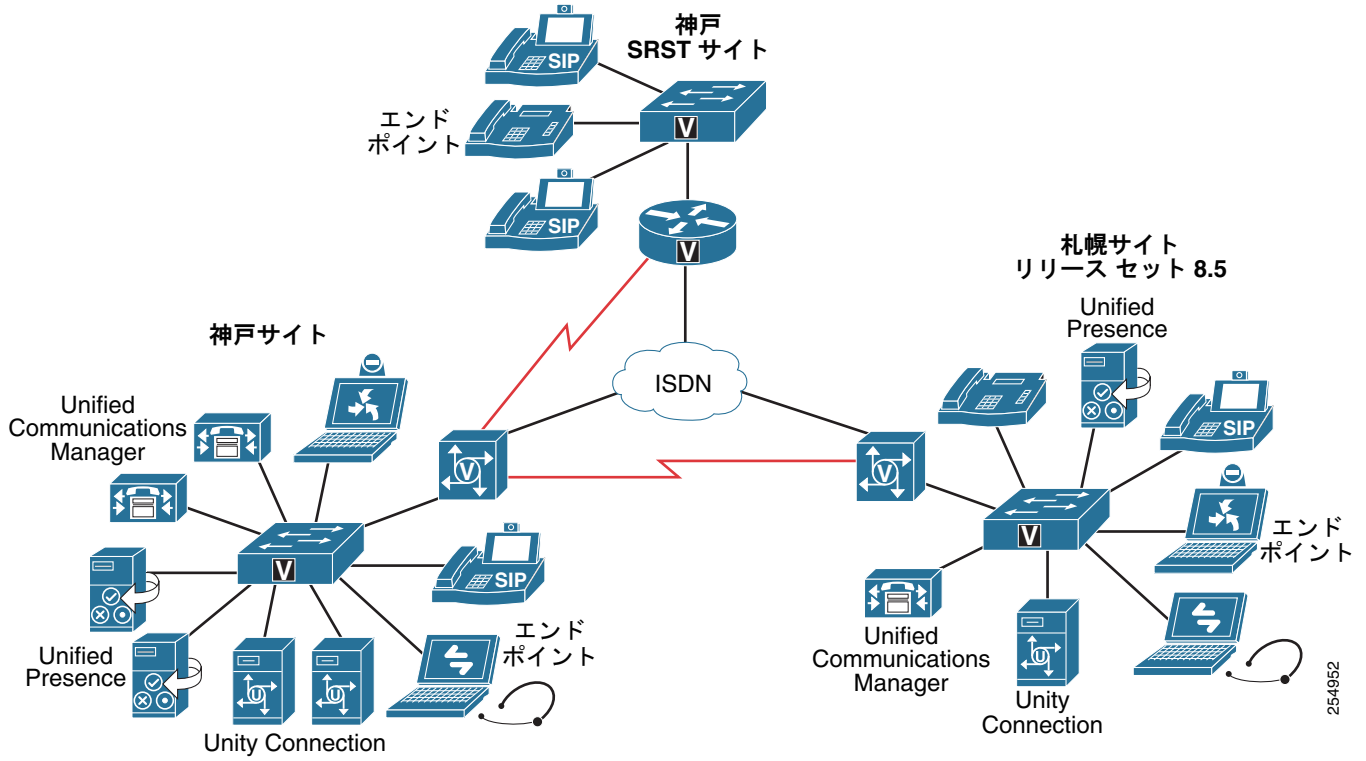 神戸
SRST サイト
SIP
エンド
ポイント
V
SIP
V
札幌サイト
リリース セット 8.5
Unified
Presence
神戸サイト
ISDN
Unified
Communications
Manager
SIP
V
V
V
エンド
ポイント
V
SIP
Unified
Presence
エンド
ポイント
U
U
Unity Connection
Unified
Communications
Manager
U
Unity
Connection
254952